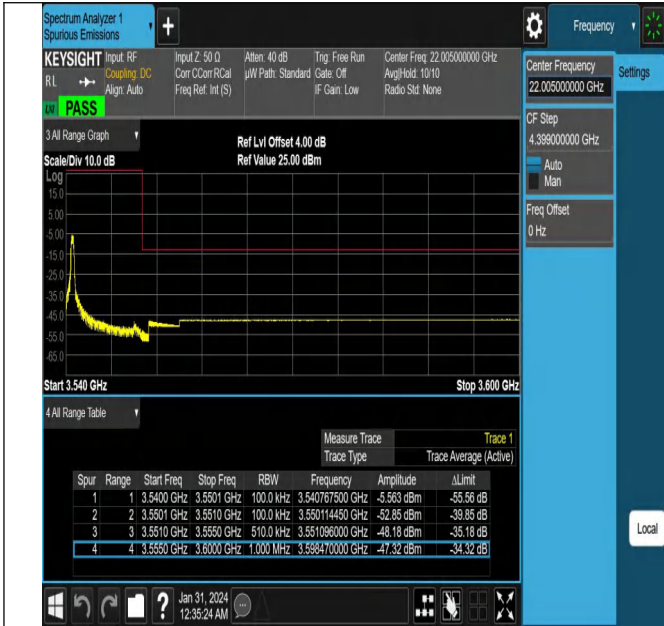 Spectrum Analyzer 1
Spurious Emissions
+
Frequency
KEYSIGHT Input: RF Input Z: 50 Ω Atten: 40 dB Trig: Free Run Center Freq: 22.005000000 GHz
RL Coupling: DC Corr CCorr RCal µW Path: Standard Gate: Off Avg|Hold: 10/10
Align: Auto Freq Ref: Int (S) IF Gain: Low Radio Std: None
LXI PASS
Center Frequency
22.005000000 GHz
Settings
CF Step
4.399000000 GHz
Auto
Man
Freq Offset
0 Hz
3 All Range Graph
Ref Lvl Offset 4.00 dB
Scale/Div 10.0 dB Ref Value 25.00 dBm
Log
15.0
5.00
-5.00
-15.0
-25.0
-35.0
-45.0
-55.0
-65.0
Start 3.540 GHz Stop 3.600 GHz
4 All Range Table
Measure Trace Trace 1
Trace Type Trace Average (Active)
Spur Range Start Freq Stop Freq RBW Frequency Amplitude ΔLimit
1 1 3.5400 GHz 3.5501 GHz 100.0 kHz 3.540767500 GHz -5.563 dBm -55.56 dB
2 2 3.5501 GHz 3.5510 GHz 100.0 kHz 3.550114450 GHz -52.85 dBm -39.85 dB
3 3 3.5510 GHz 3.5550 GHz 510.0 kHz 3.551096000 GHz -48.18 dBm -35.18 dB
4 4 3.5550 GHz 3.6000 GHz 1.000 MHz 3.598470000 GHz -47.32 dBm -34.32 dB
Local
? Jan 31, 2024
12:35:24 AM